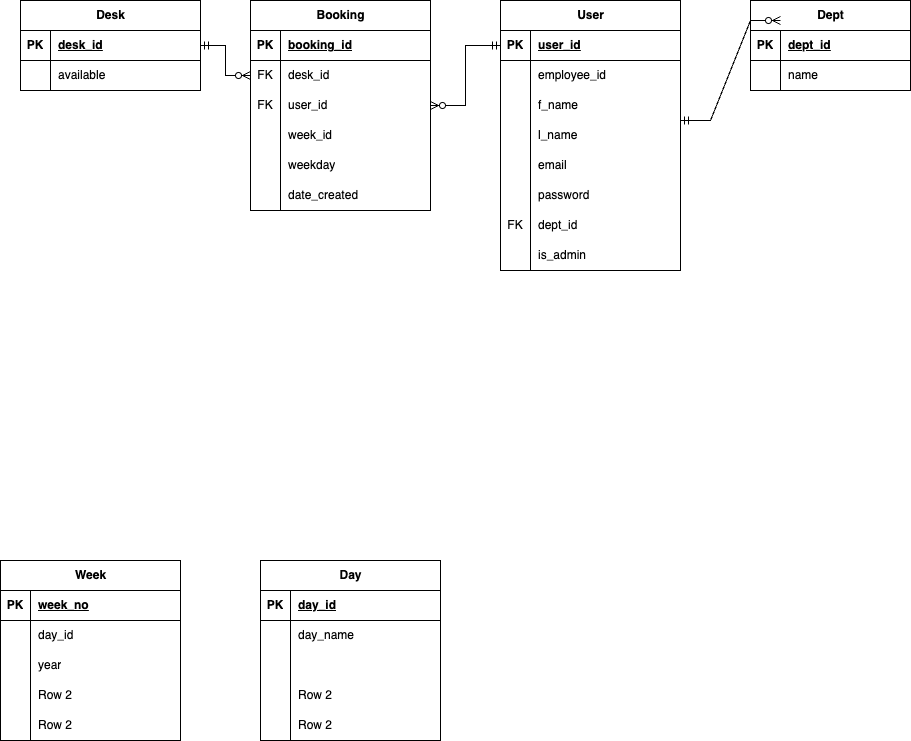 Desk
PK desk_id
available
Booking
PK booking_id
FK desk_id
FK user_id
week_id
weekday
date_created
User
PK user_id
employee_id
f_name
l_name
email
password
FK dept_id
is_admin
Dept
PK dept_id
name
Week
PK week_no
day_id
year
Row 2
Row 2
Day
PK day_id
day_name
Row 2
Row 2